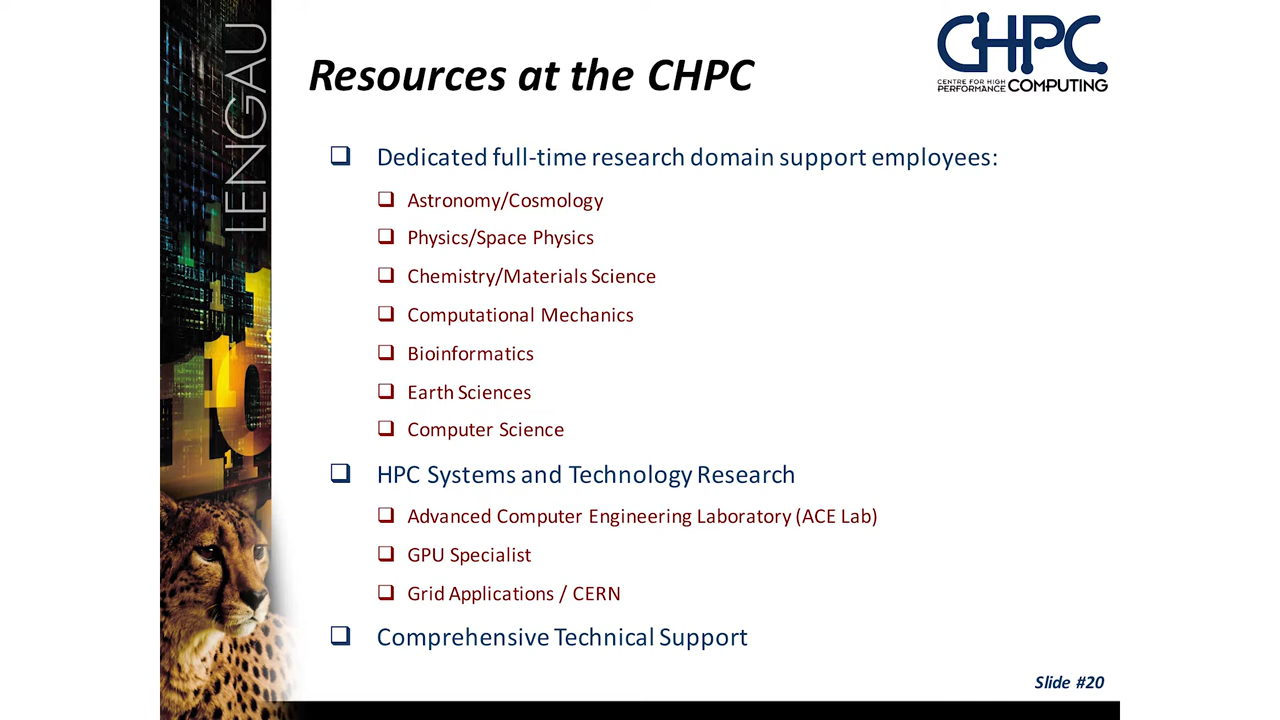 LENGAU
Resources at the CHPC
CHPC
CENTRE FOR HIGH
PERFORMANCE COMPUTING
Dedicated full-time research domain support employees:
Astronomy/Cosmology
Physics/Space Physics
Chemistry/Materials Science
Computational Mechanics
Bioinformatics
Earth Sciences
Computer Science
HPC Systems and Technology Research
Advanced Computer Engineering Laboratory (ACE Lab)
GPU Specialist
Grid Applications / CERN
Comprehensive Technical Support
Slide #20